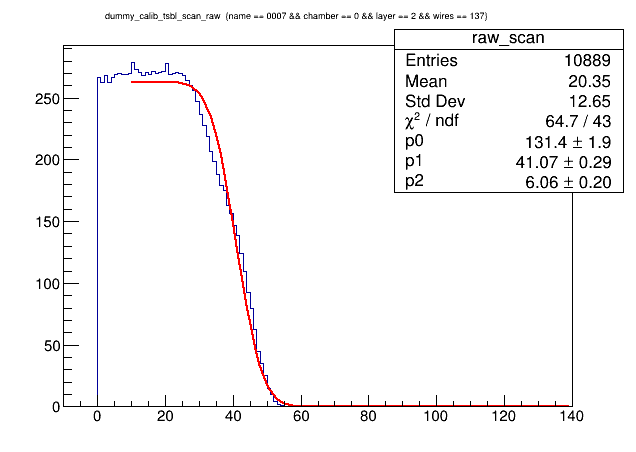 dummy_calib_tsbl_scan_raw (name == 0007 && chamber == 0 && layer == 2 && wires == 137)
raw_scan
Entries 10889
Mean 20.35
Std Dev 12.65
χ² / ndf 64.7 / 43
p0 131.4 ± 1.9
p1 41.07 ± 0.29
p2 6.06 ± 0.20
250
200
150
100
50
0
0 20 40 60 80 100 120 140